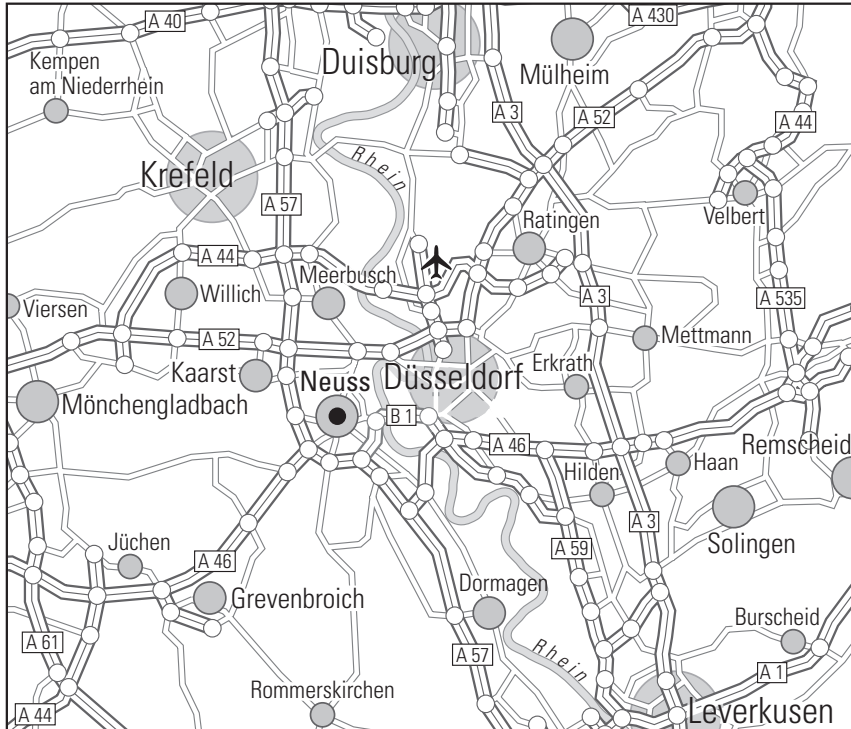 A 40
A 430
Kempen
am Niederrhein
Duisburg
Mülheim
A 3
A 52
A 44
Rhein
Krefeld
A 57
Velbert
Ratingen
A 44
Meerbusch
Willich
Viersen
A 3
A 535
A 52
Mettmann
Kaarst
Neuss
Düsseldorf
Erkrath
Mönchengladbach
B 1
A 46
Remscheid
Hilden
Haan
A 3
Solingen
Jüchen
A 46
A 59
Grevenbroich
Dormagen
Burscheid
A 61
A 57
Rhein
A 1
Rommerskirchen
A 44
Leverkusen